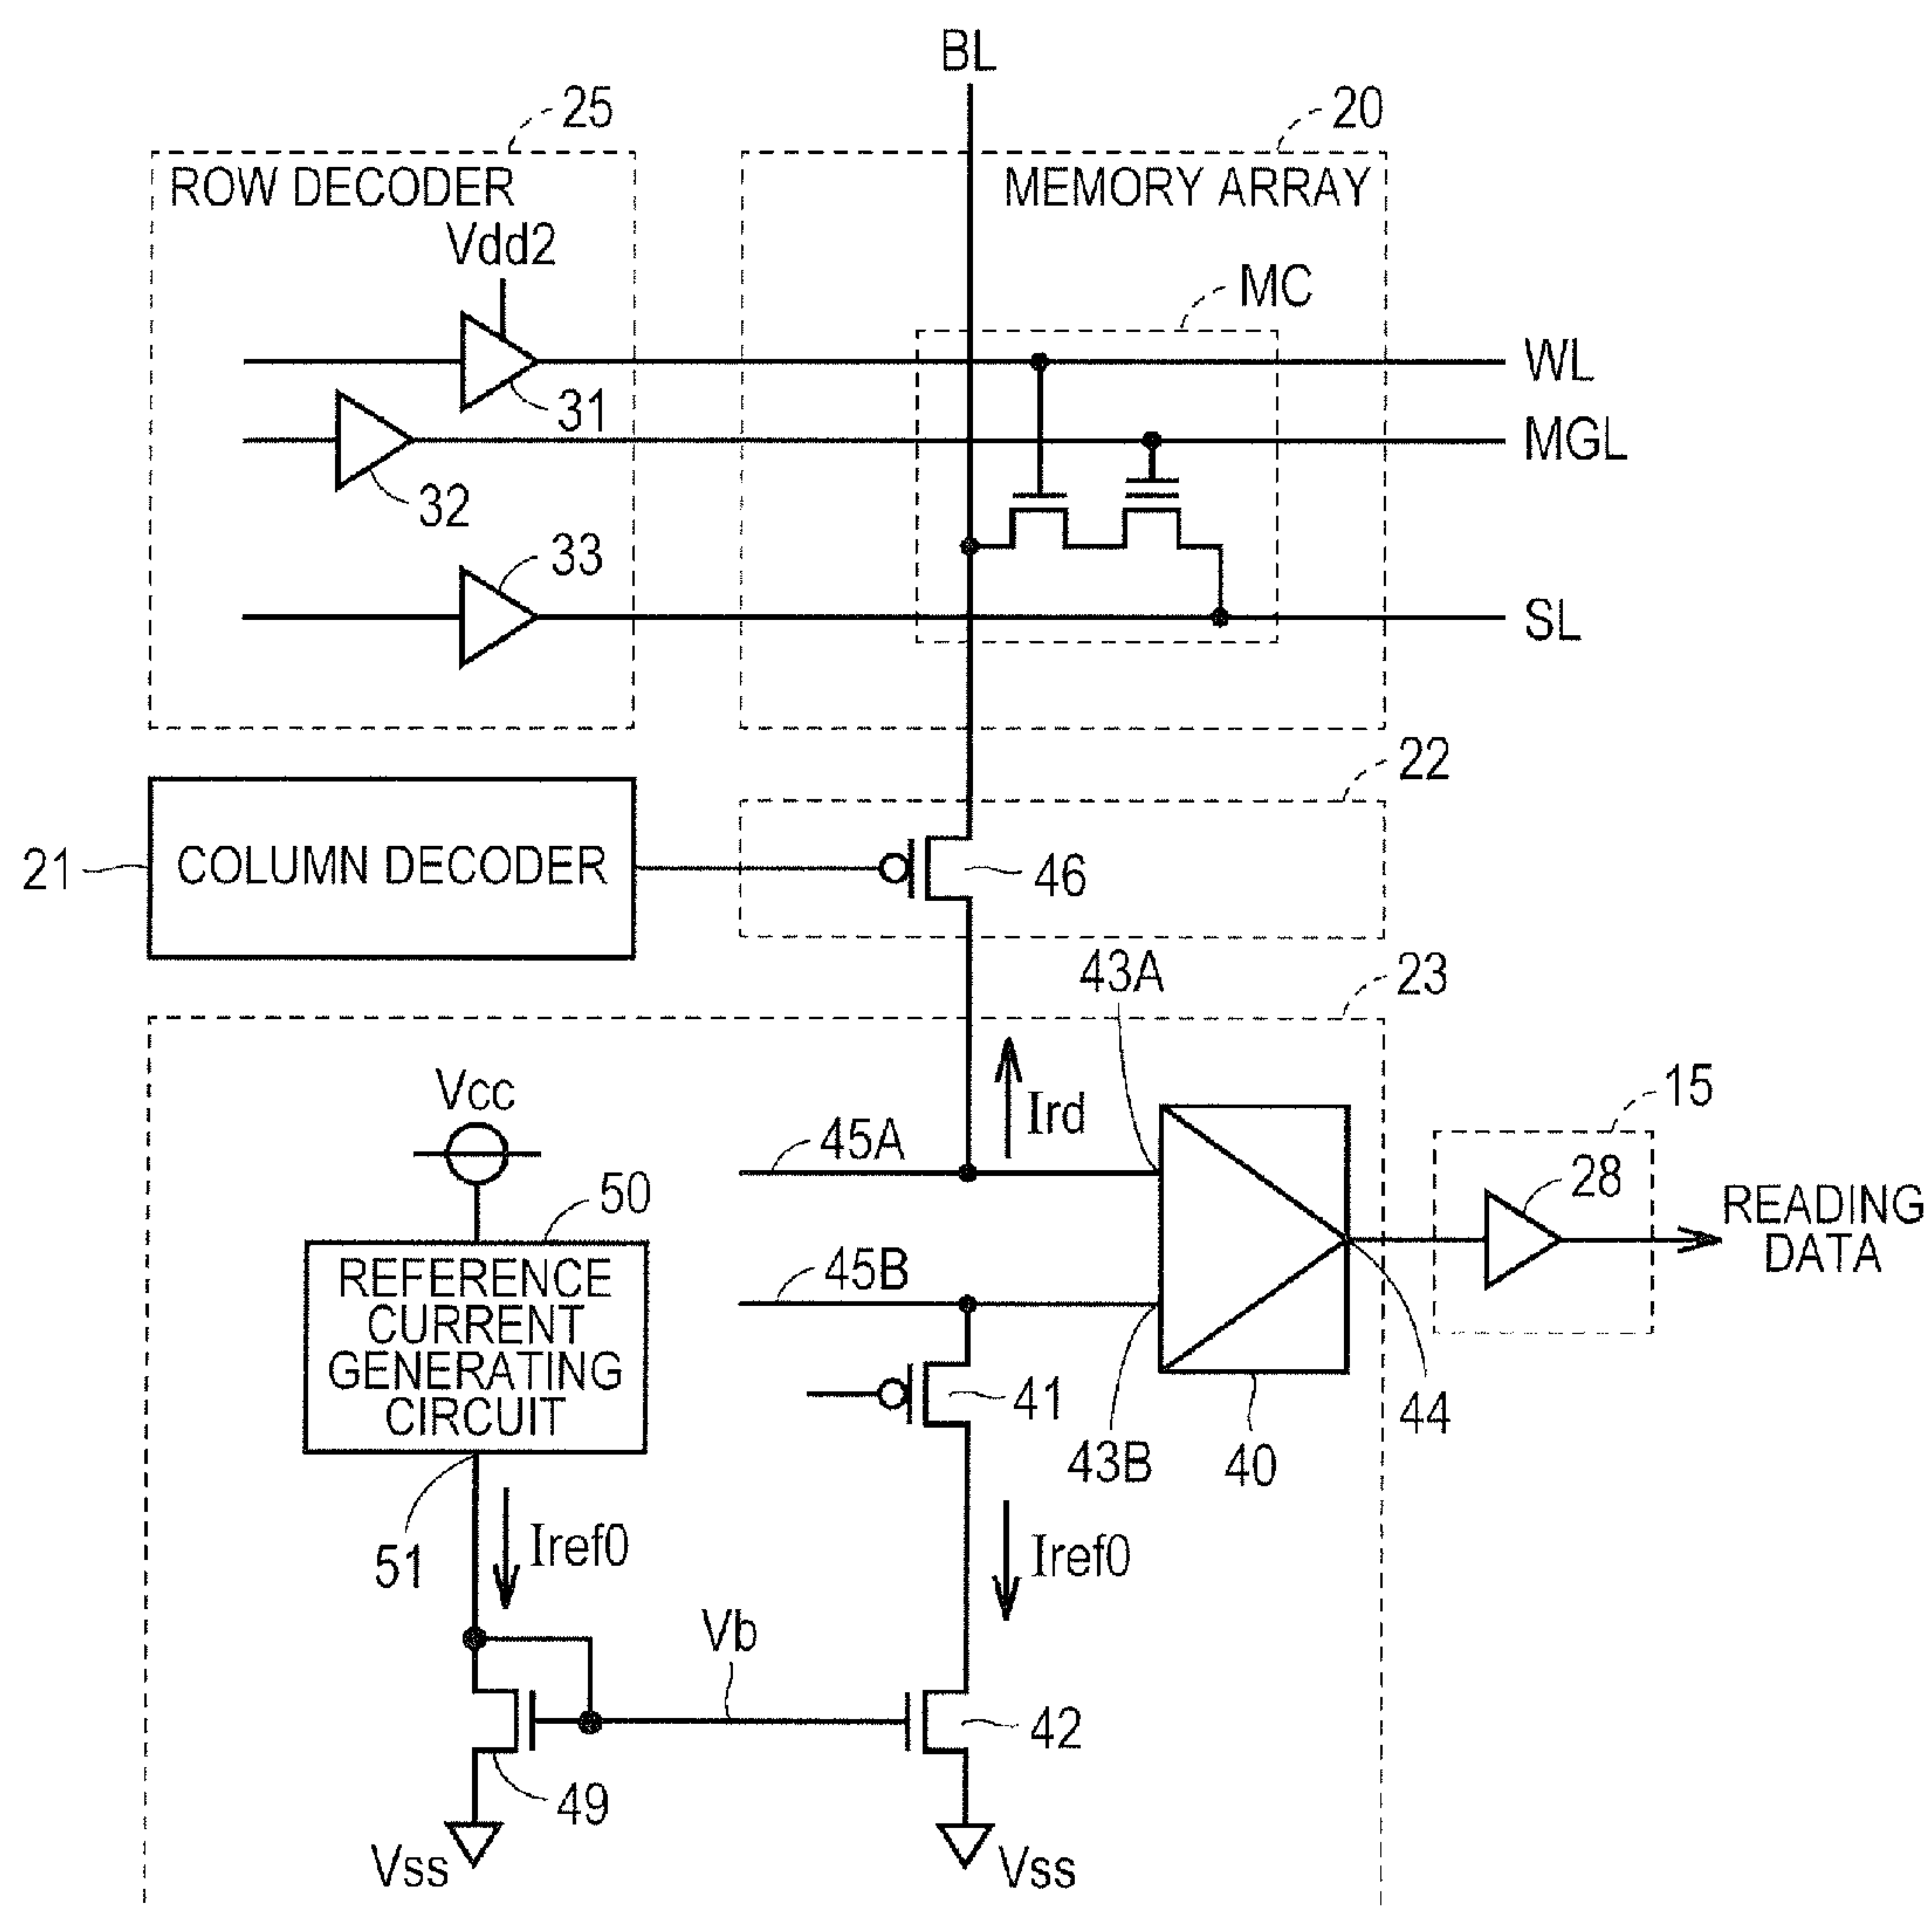 BL
25
20
ROW DECODER
MEMORY ARRAY
Vdd2
MC
WL
31
MGL
32
33
SL
22
21
COLUMN DECODER
46
43A
23
Vcc
Ird
15
45A
50
28
READING
DATA
REFERENCE
CURRENT
GENERATING
CIRCUIT
45B
41
43B
40
44
51
Iref0
Iref0
Vb
42
49
Vss
Vss